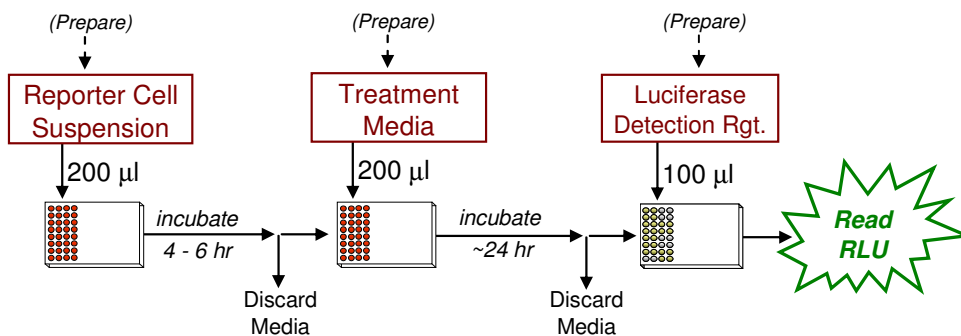 (Prepare)
(Prepare)
(Prepare)
Reporter Cell
Suspension
Treatment
Media
Luciferase
Detection Rgt.
200 µl
200 µl
100 µl
incubate
4 - 6 hr
incubate
~24 hr
Read
RLU
Discard
Media
Discard
Media